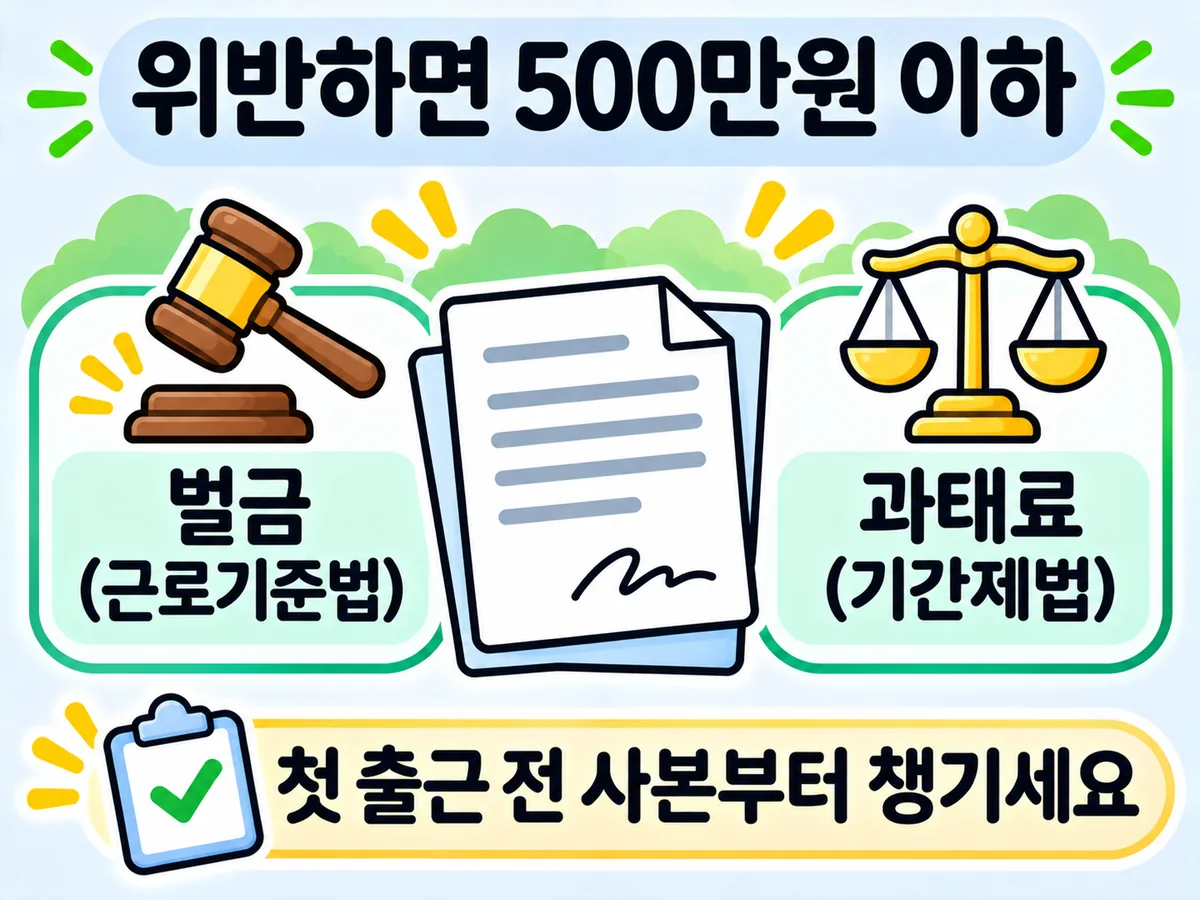 위반하면 500만원 이하
벌금
(근로기준법)
과태료
(기간제법)
첫 출근 전 사본부터 챙기세요